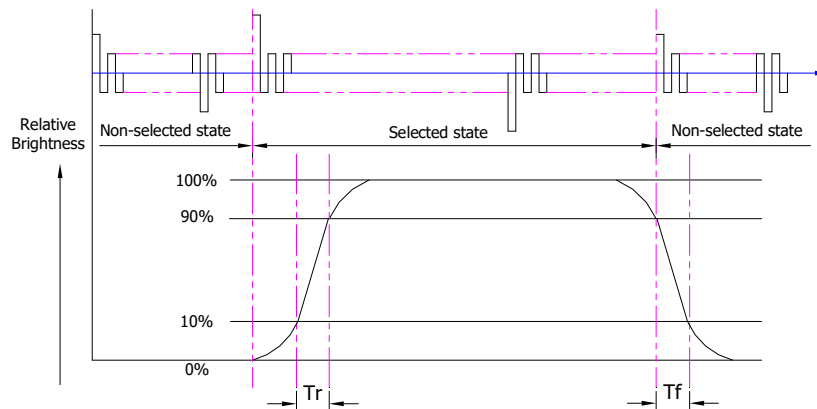 Relative
Brightness
Non-selected state
Selected state
Non-selected state
100%
90%
10%
0%
Tr
Tf